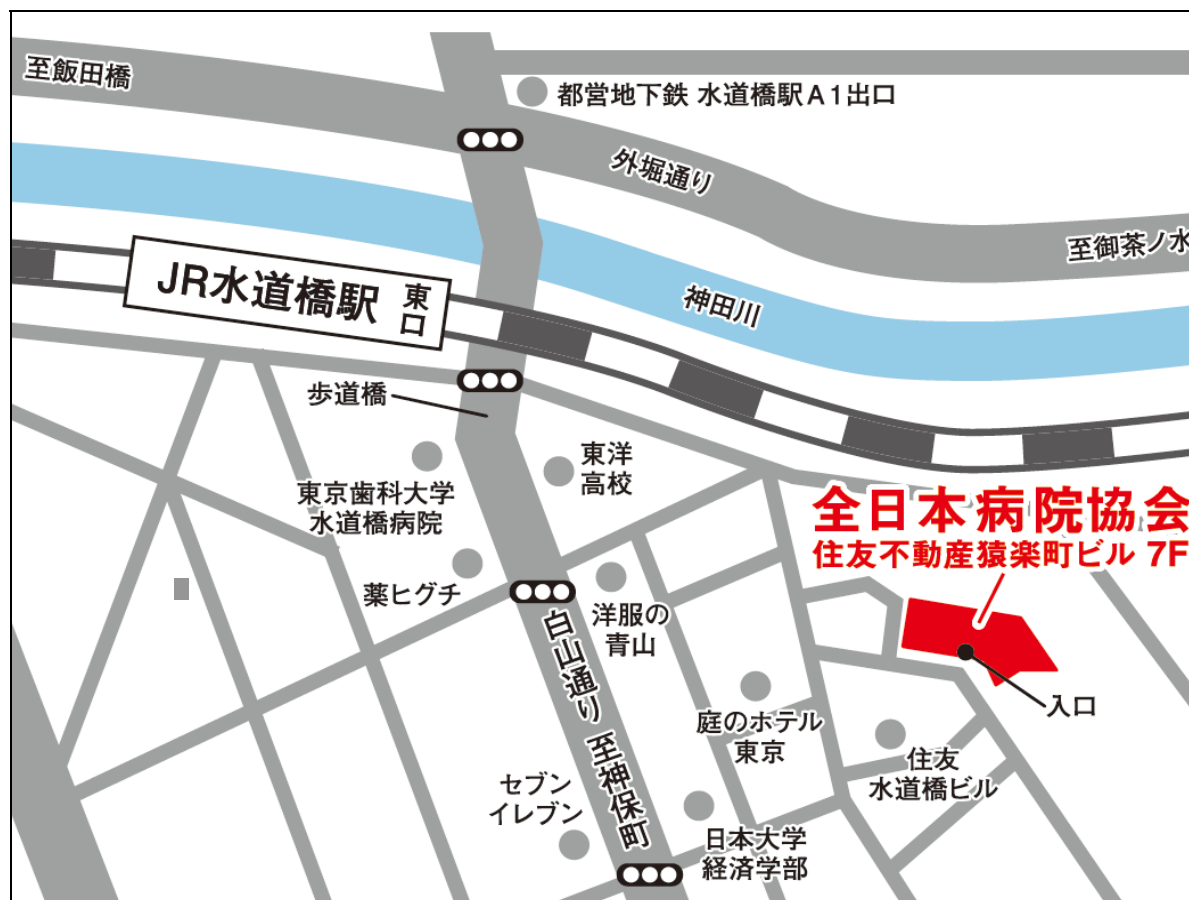 至飯田橋
都営地下鉄 水道橋駅A1出口
外堀通り
至御茶ノ水
JR水道橋駅
東口
神田川
歩道橋
東洋
高校
東京歯科大学
水道橋病院
全日本病院協会
住友不動産猿楽町ビル 7F
薬ヒグチ
洋服の
青山
白山通り 至神保町
入口
庭のホテル
東京
住友
水道橋ビル
セブン
イレブン
日本大学
経済学部